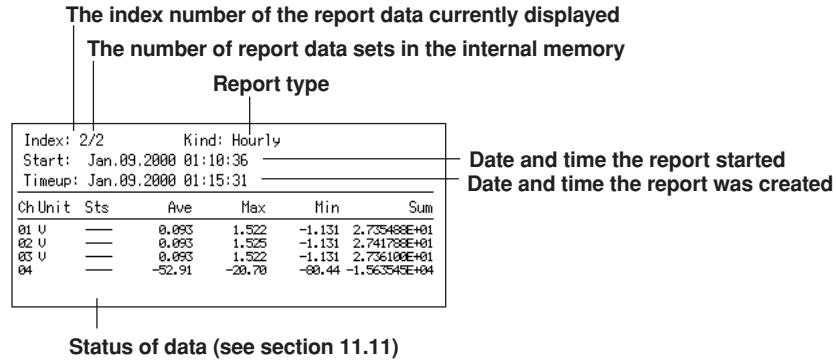 The index number of the report data currently displayed
The number of report data sets in the internal memory
Report type
Index: 2/2 Kind: Hourly
Start: Jan.09.2000 01:10:36
Date and time the report started
Timeup: Jan.09.2000 01:15:31
Date and time the report was created
Ch Unit Sts Ave Max Min Sum
01 V —— 0.093 1.522 -1.131 2.735488E+01
02 V —— 0.093 1.525 -1.131 2.741788E+01
03 V —— 0.093 1.522 -1.131 2.736100E+01
04 —— -52.91 -20.70 -80.44 -1.563545E+04
Status of data (see section 11.11)